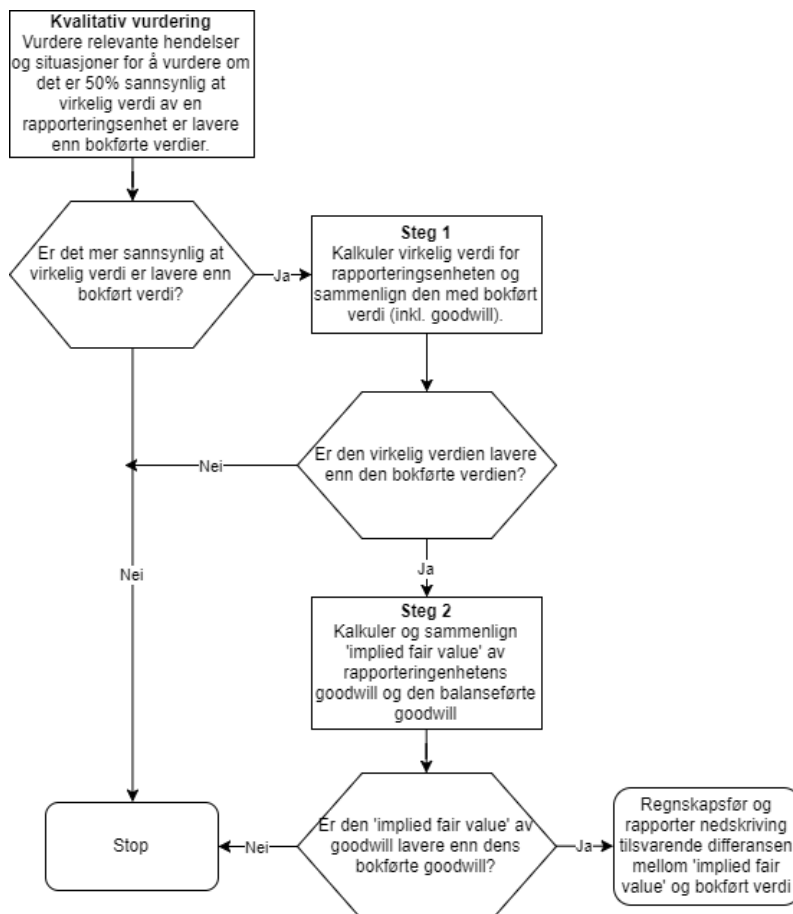 Kvalitativ vurdering
Vurdere relevante hendelser
og situasjoner for å vurdere om
det er 50% sannsynlig at
virkelig verdi av en
rapporteringsenhet er lavere
enn bokførte verdier.
Er det mer sannsynlig at
virkelig verdi er lavere enn
bokført verdi?
Ja
Steg 1
Kalkuler virkelig verdi for
rapporteringsenheten og
sammenlign den med bokført
verdi (inkl. goodwill).
Er den virkelig verdien lavere
enn den bokførte verdien?
Nei
Nei
Ja
Steg 2
Kalkuler og sammenlign
'implied fair value' av
rapporteringenhetens
goodwill og den balanseførte
goodwill
Er den 'implied fair value' av
goodwill lavere enn dens
bokførte goodwill?
Nei
Stop
Ja
Regnskapsfør og
rapporter nedskriving
tilsvarende differansen
mellom 'implied fair
value' og bokført verdi